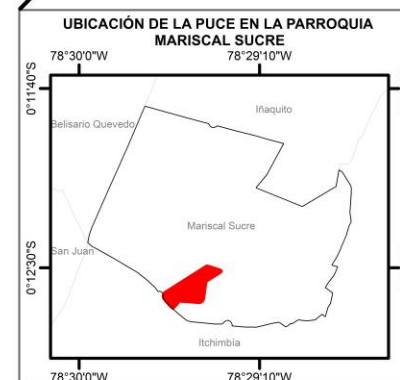 UBICACIÓN DE LA PUCE EN LA PARROQUIA
MARISCAL SUCRE
78°30'0"W 78°29'10"W
0°11'40"S
Belisario Quevedo
Iñaquito
Mariscal Sucre
San Juan
0°12'30"S
Itchimbía
78°30'0"W 78°29'10"W